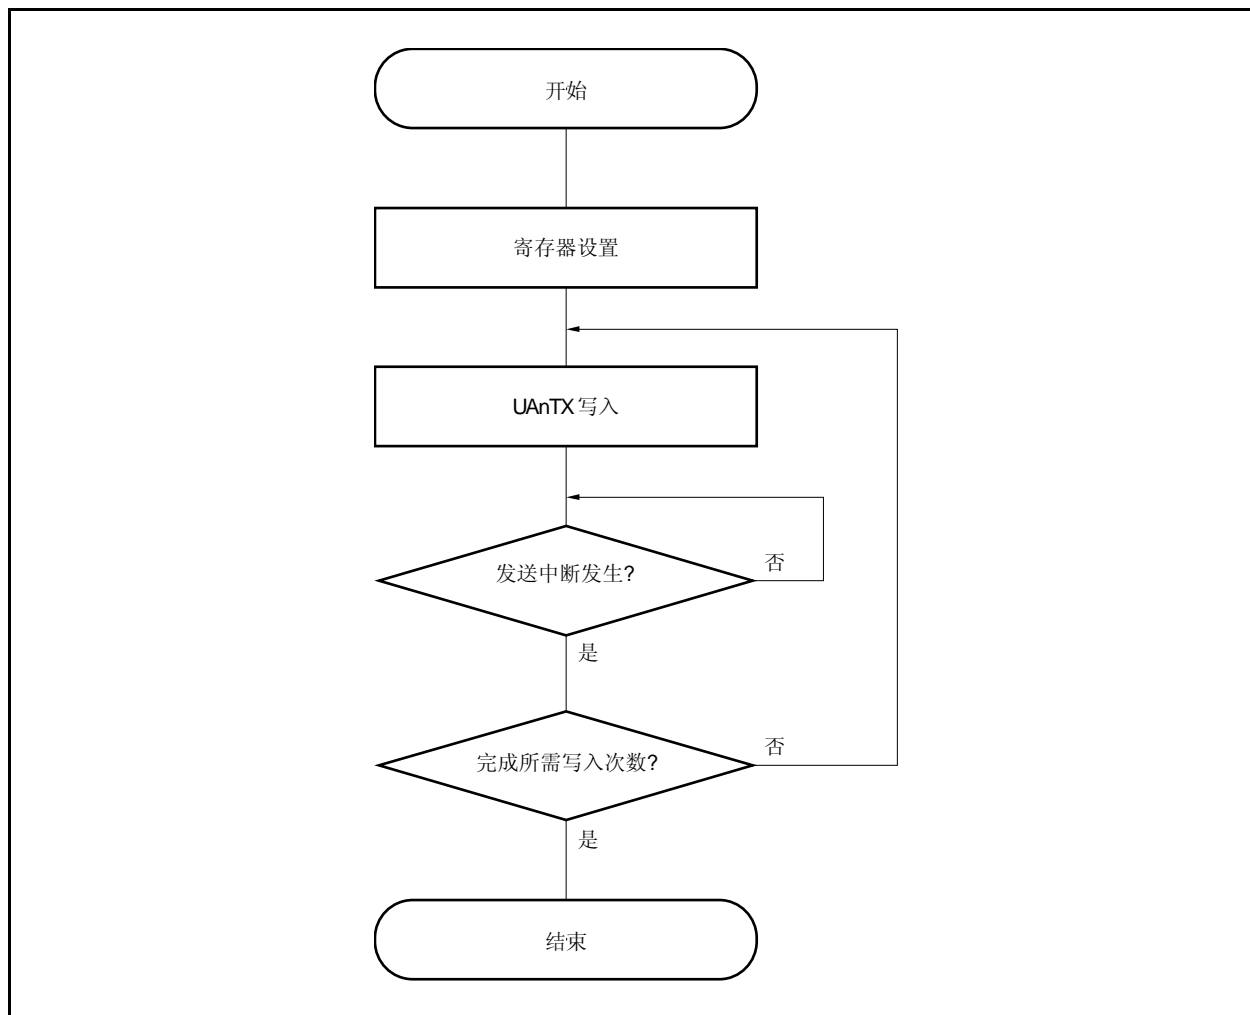 开始
寄存器设置
UAnTX 写入
发送中断发生?
否
是
完成所需写入次数?
否
是
结束